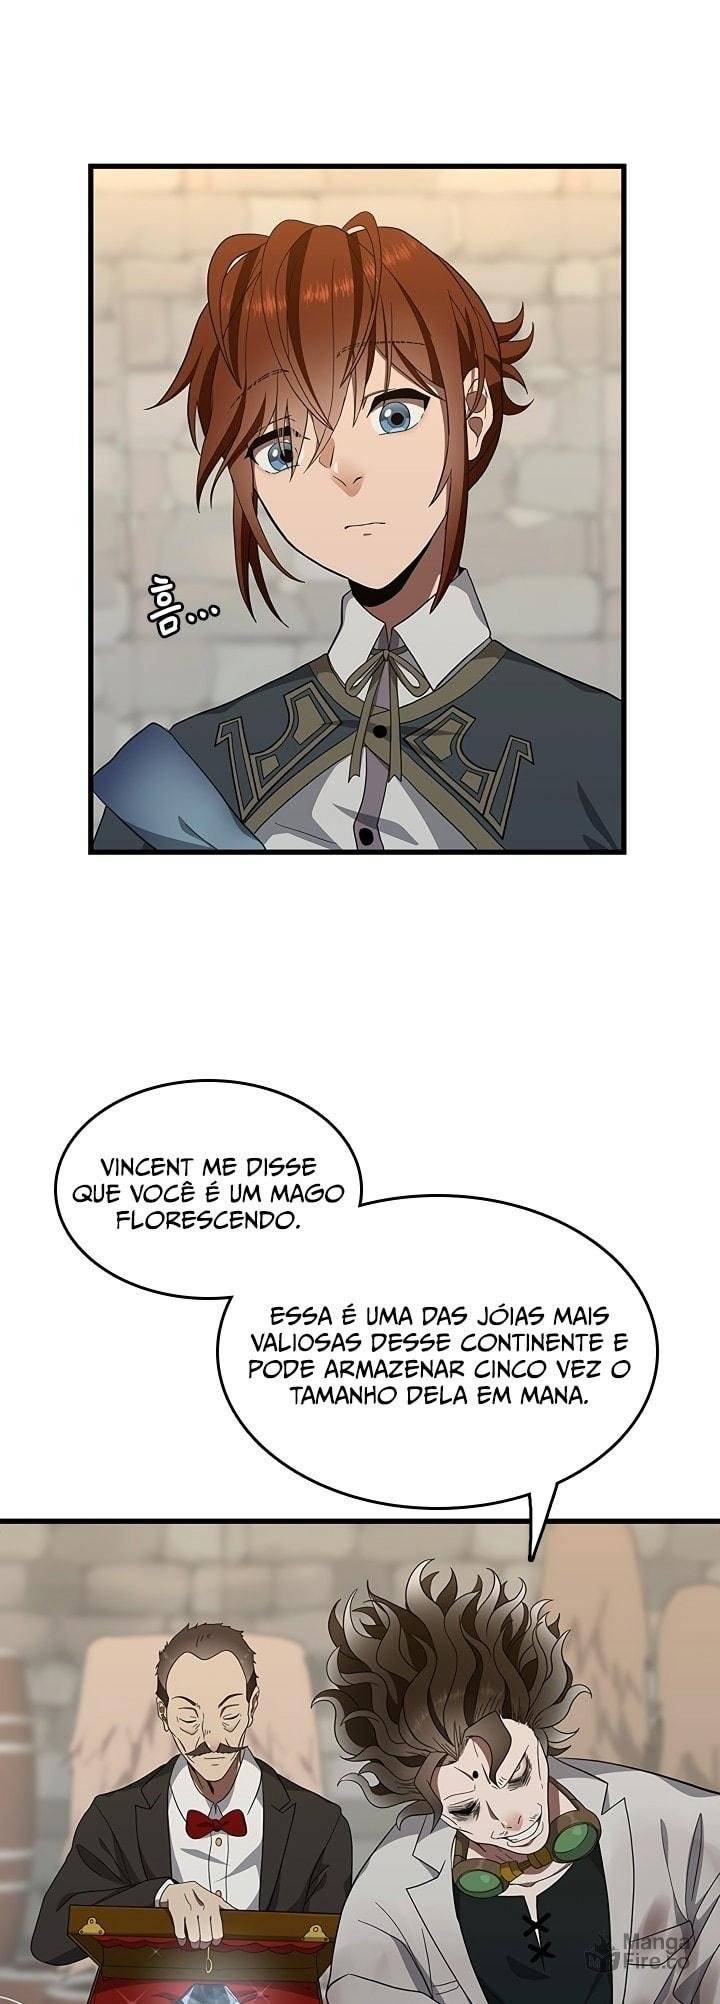 흠...
VINCENT ME DISSE
QUE VOCÊ É UM MAGO
FLORESCENDO.
ESSA É UMA DAS JÓIAS MAIS
VALIOSAS DESSE CONTINENTE E
PODE ARMAZENAR CINCO VEZ O
TAMANHO DELA EM MANA.
Manga
Fire.to